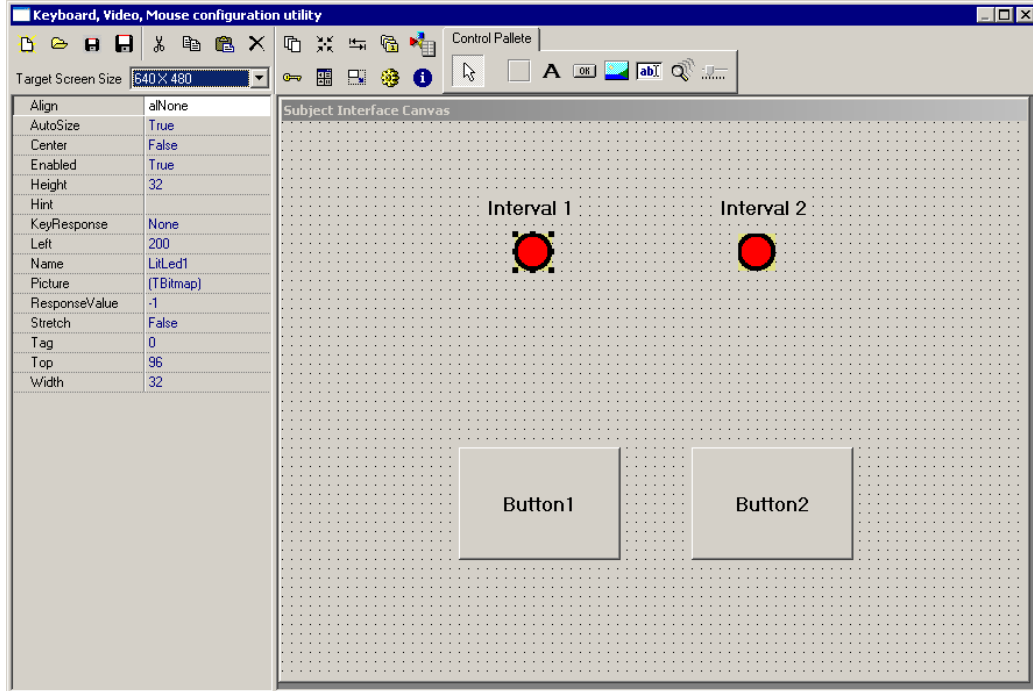 Keyboard, Video, Mouse configuration utility
Control Pallete
Target Screen Size 640 X 480
A OK ab
Align alNone
AutoSize True
Center False
Enabled True
Height 32
Hint
KeyResponse None
Left 200
Name LitLed1
Picture (TBitmap)
ResponseValue -1
Stretch False
Tag 0
Top 96
Width 32
Subject Interface Canvas
Interval 1 Interval 2
Button1 Button2